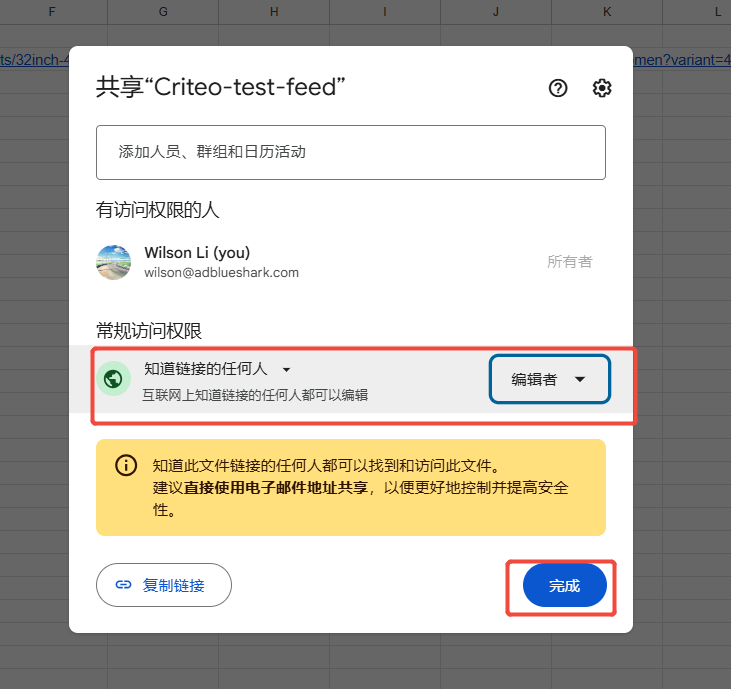 F G H I J K L
ts/32inch-4
men?variant=4
共享“Criteo-test-feed”
添加人员、群组和日历活动
有访问权限的人
Wilson Li (you)
wilson@adblueshark.com
所有者
常规访问权限
知道链接的任何人
互联网上知道链接的任何人都可以编辑
编辑者
知道此文件链接的任何人都可以找到和访问此文件。
建议直接使用电子邮件地址共享，以便更好地控制并提高安全
性。
复制链接
完成